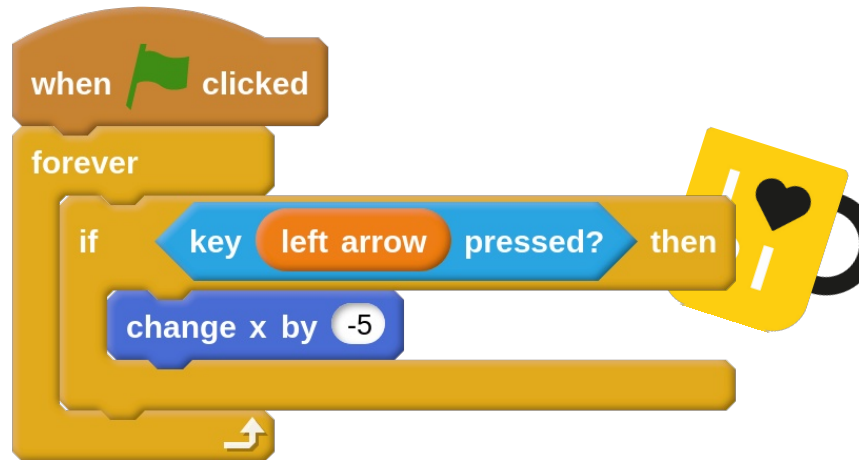 when clicked
forever
if key left arrow pressed? then
change x by -5